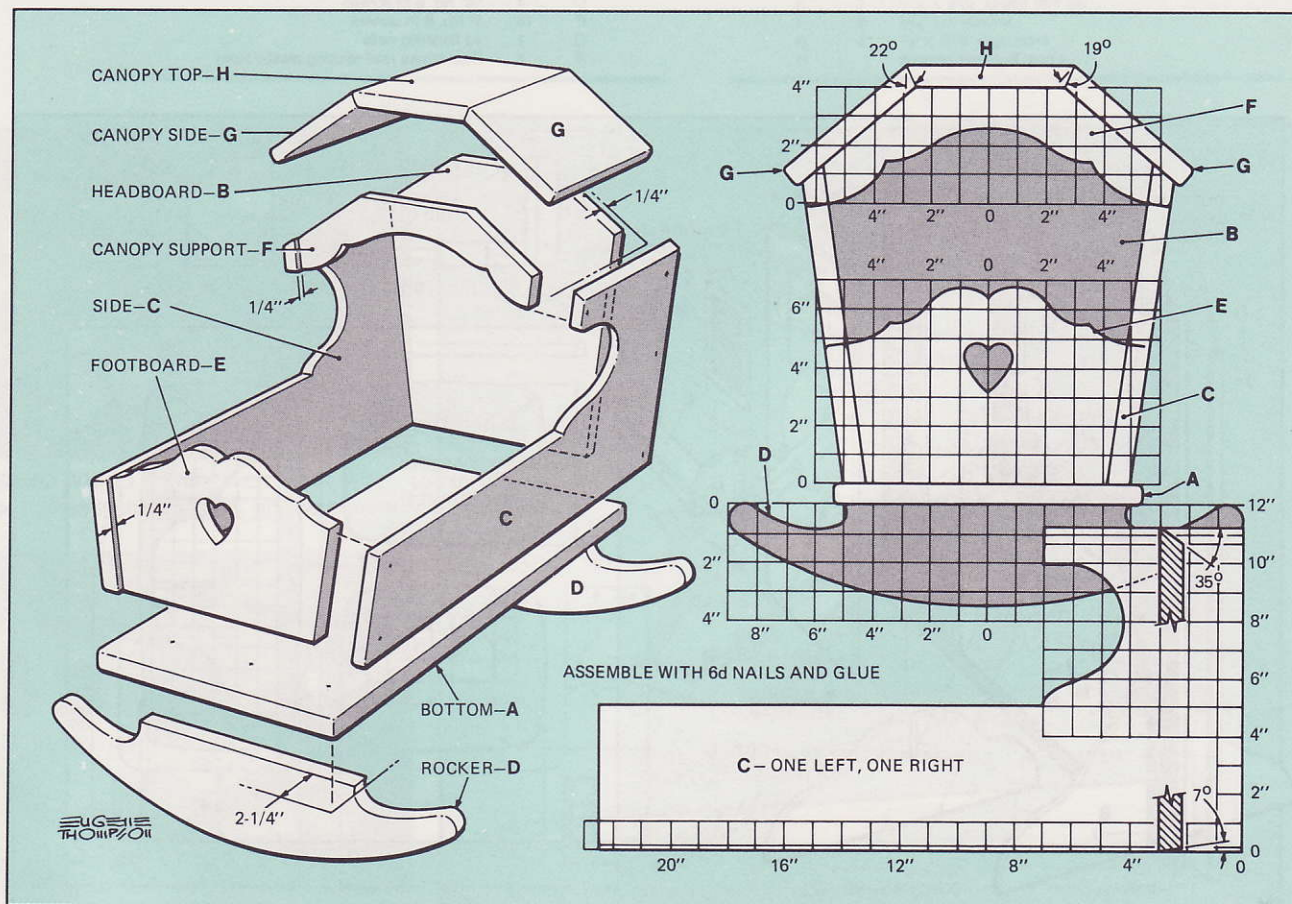 CANOPY TOP–H
CANOPY SIDE–G
HEADBOARD–B
CANOPY SUPPORT–F
1/4"
SIDE–C
FOOTBOARD–E
1/4"
G
1/4"
C
D
BOTTOM–A
ROCKER–D
2-1/4"
EUGENE
THOMPSON
22°
H
19°
4"
F
2"
G
G
0
4" 2" 0 2" 4"
B
4" 2" 0 2" 4"
6"
E
4"
C
2"
D
0
A
0
12"
2"
10"
35°
4"
8" 6" 4" 2" 0
8"
ASSEMBLE WITH 6d NAILS AND GLUE
6"
4"
C – ONE LEFT, ONE RIGHT
2"
7°
0
20" 16" 12" 8" 4" 0